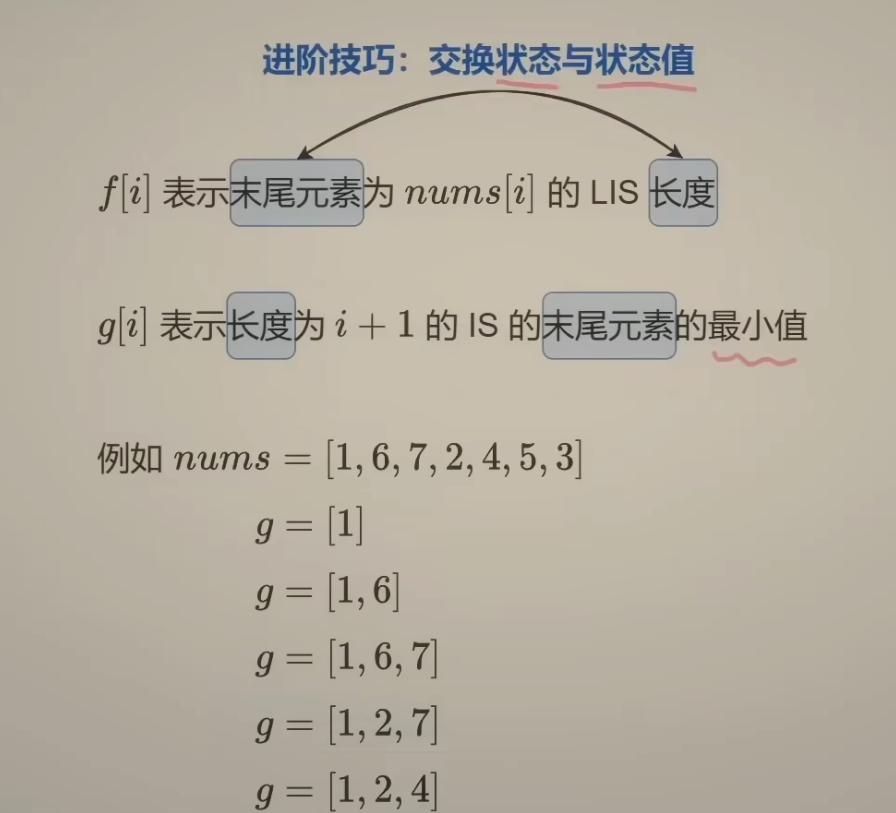 进阶技巧：交换状态与状态值
f[i] 表示末尾元素为 nums[i] 的 LIS 长度
g[i] 表示长度为 i + 1 的 IS 的末尾元素的最小值
例如 nums = [1, 6, 7, 2, 4, 5, 3]
g = [1]
g = [1, 6]
g = [1, 6, 7]
g = [1, 2, 7]
g = [1, 2, 4]